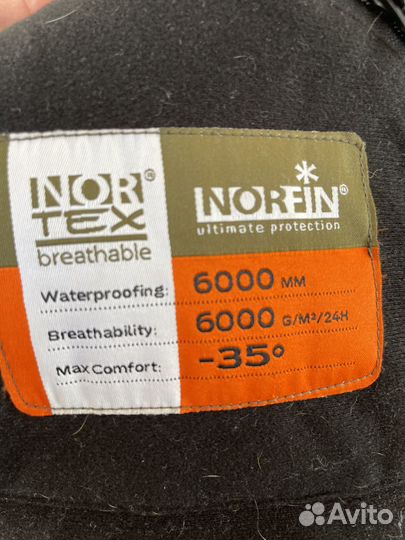 NOR®
TEX
breathable
NORFIN®
ultimate protection
Waterproofing: 6000 MM
Breathability: 6000 G/M²/24H
Max Comfort: -35°
Avito